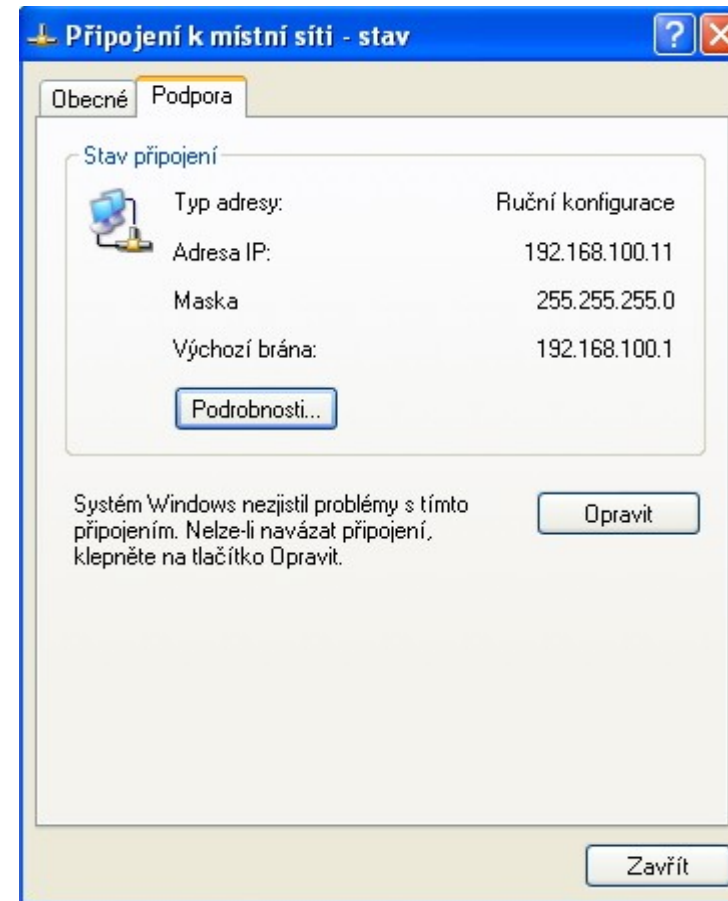 Připojení k místní síti - stav
Obecné
Podpora
Stav připojení
Typ adresy: Ruční konfigurace
Adresa IP: 192.168.100.11
Maska 255.255.255.0
Výchozí brána: 192.168.100.1
Podrobnosti...
Systém Windows nezjistil problémy s tímto
připojením. Nelze-li navázat připojení,
klepněte na tlačítko Opravit.
Opravit
Zavřít